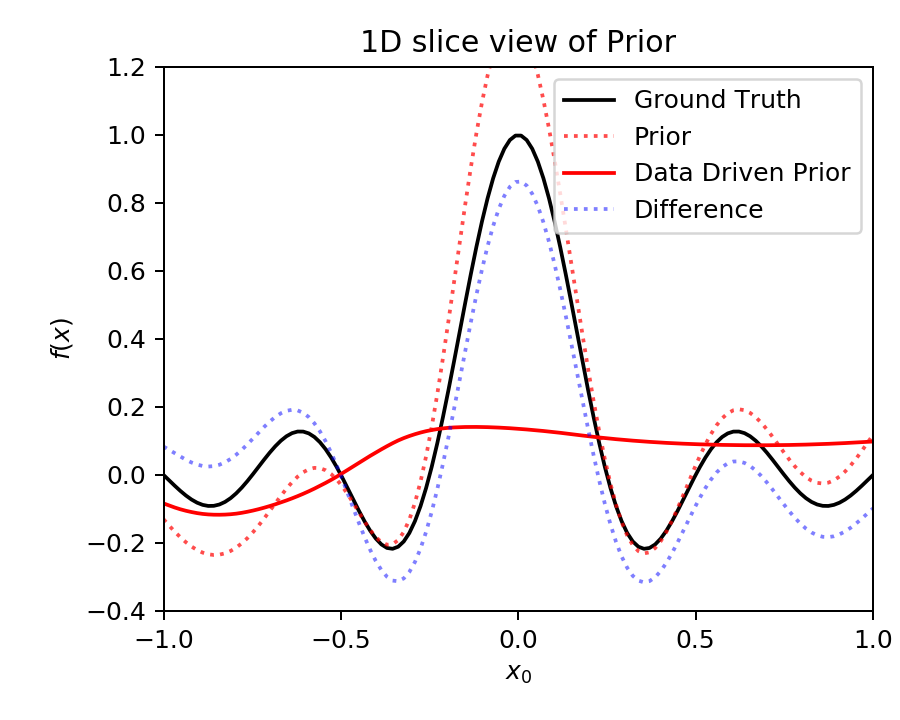 1D slice view of Prior
Ground Truth
Prior
Data Driven Prior
Difference
f(x)
1.2
1.0
0.8
0.6
0.4
0.2
0.0
−0.2
−0.4
−1.0
−0.5
0.0
0.5
1.0
x₀